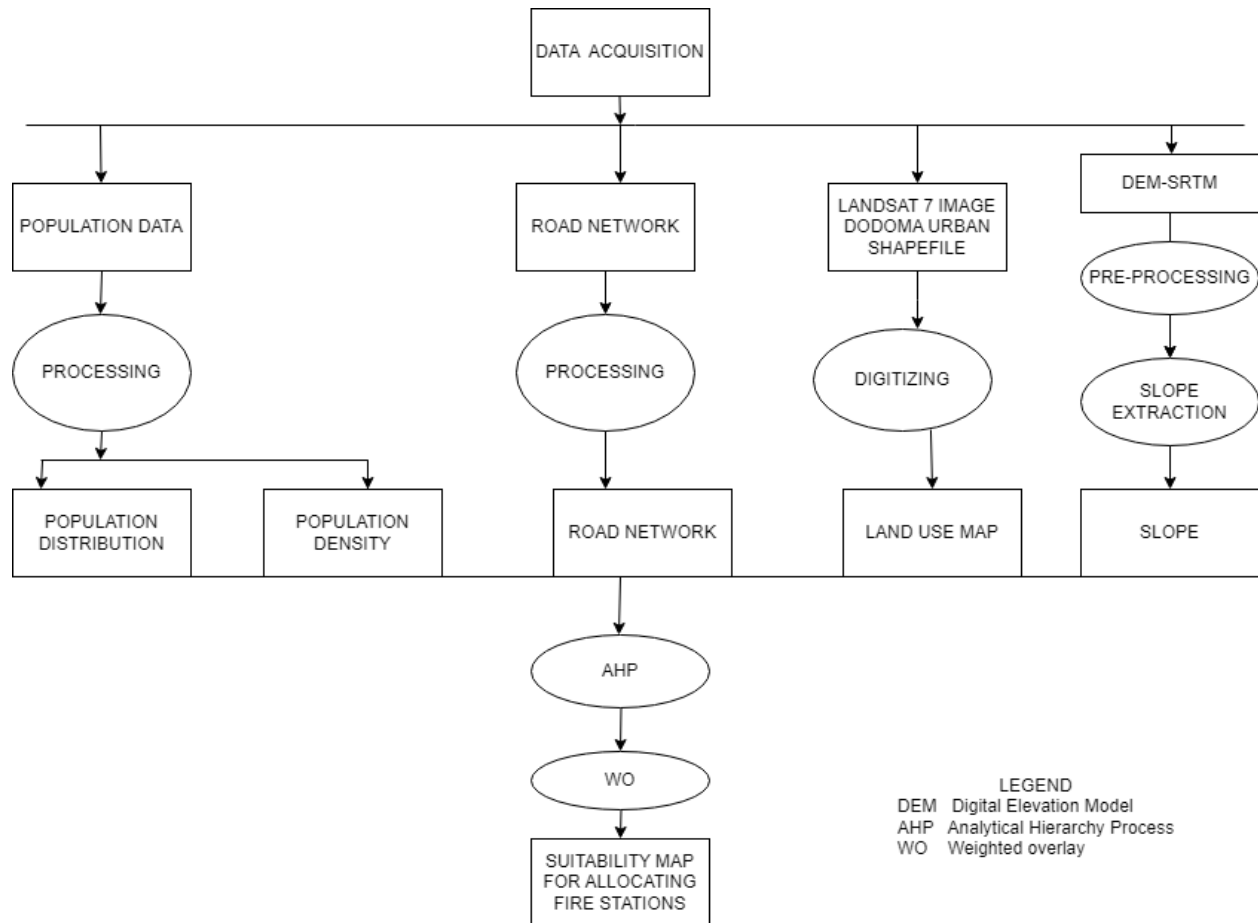 DATA ACQUISITION
POPULATION DATA
ROAD NETWORK
LANDSAT 7 IMAGE
DODOMA URBAN
SHAPEFILE
DEM-SRTM
PRE-PROCESSING
PROCESSING
PROCESSING
DIGITIZING
SLOPE
EXTRACTION
POPULATION
DISTRIBUTION
POPULATION
DENSITY
ROAD NETWORK
LAND USE MAP
SLOPE
AHP
WO
SUITABILITY MAP
FOR ALLOCATING
FIRE STATIONS
LEGEND
DEM Digital Elevation Model
AHP Analytical Hierarchy Process
WO Weighted overlay